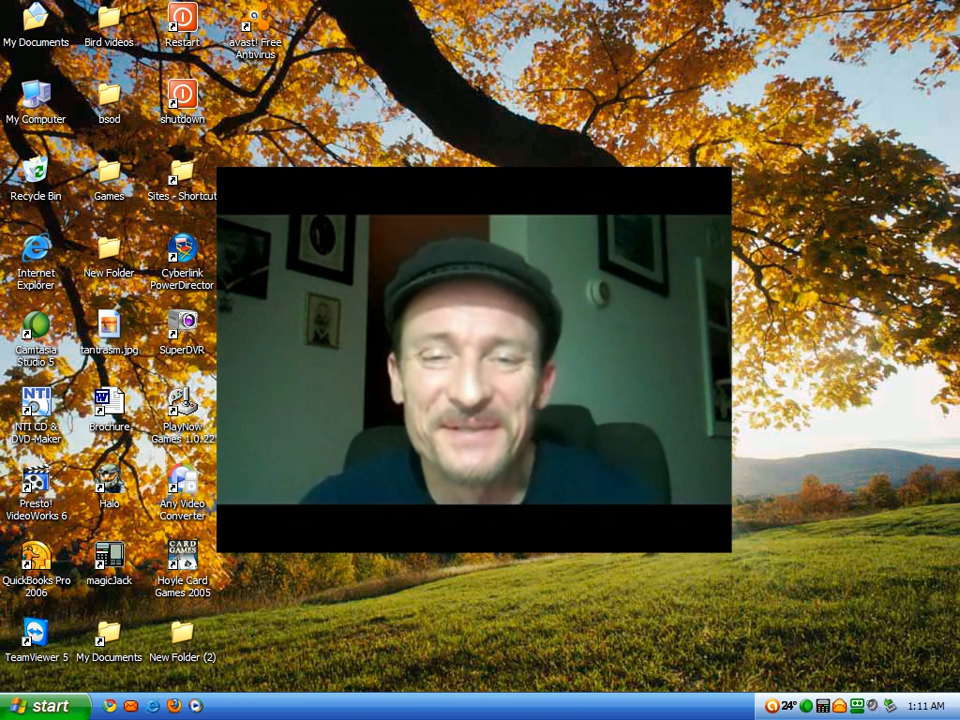 My Documents
Bird videos
Restart
avast! Free
Antivirus
My Computer
bsod
shutdown
Recycle Bin
Games
Sites - Shortcut
Internet
Explorer
New Folder
Cyberlink
PowerDirector
Camtasia
Studio 5
tantrasm.jpg
SuperDVR
NTI
NTI CD &
DVD-Maker
W
Brochure
PlayNow
Games 1.0.22
Presto!
VideoWorks 6
Halo
Any Video
Converter
CARD
GAMES
QuickBooks Pro
2006
magicJack
Hoyle Card
Games 2005
TeamViewer 5
My Documents
New Folder (2)
start
24°
1:11 AM